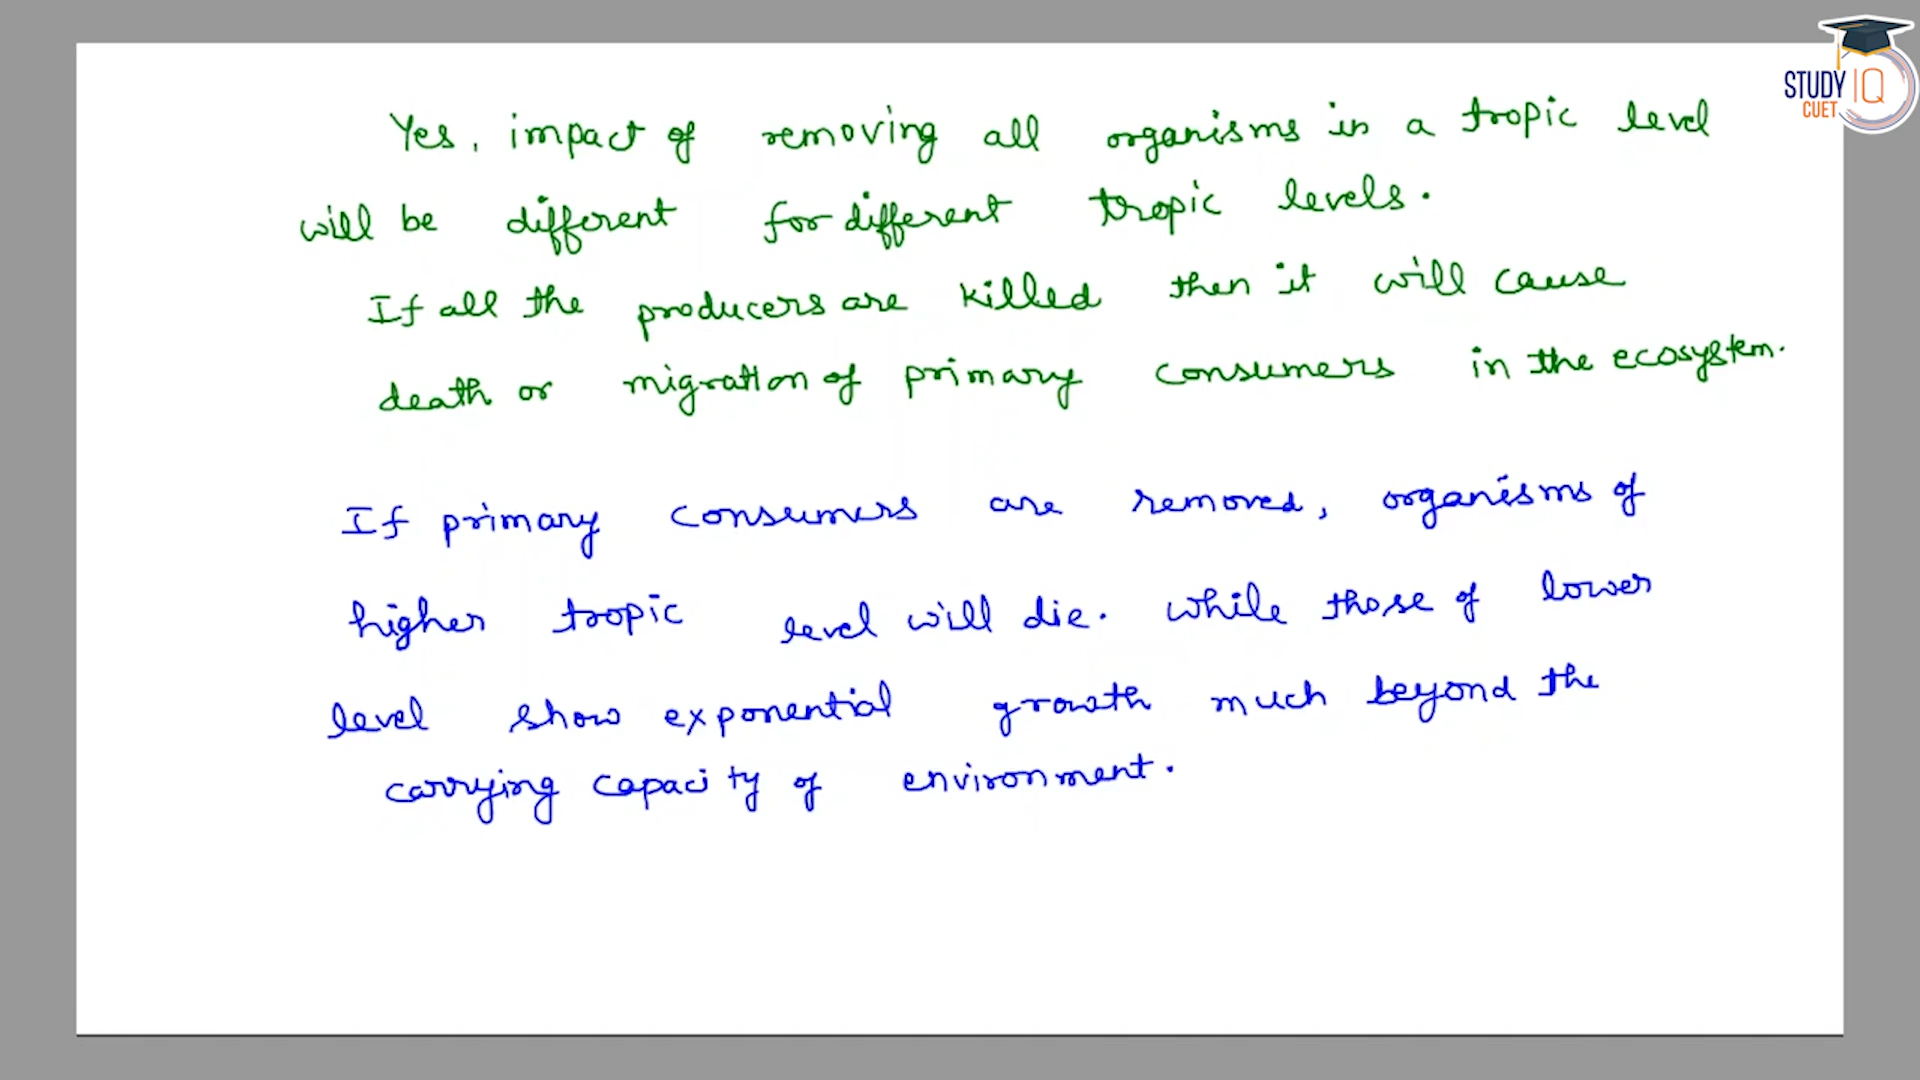 STUDY IQ
CUET
Yes, impact of removing all organisms in a tropic level
will be different for different tropic levels.
If all the producers are killed then it will cause
death or migration of primary consumers in the ecosystem.
If primary consumers are removed, organisms of
higher tropic level will die. While those of lower
level show exponential growth much beyond the
carrying capacity of environment.